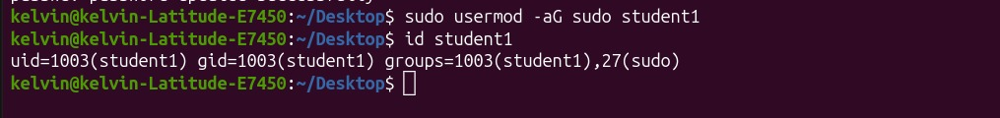 kelvin@kelvin-Latitude-E7450:~/Desktop$ sudo usermod -aG sudo student1
kelvin@kelvin-Latitude-E7450:~/Desktop$ id student1
uid=1003(student1) gid=1003(student1) groups=1003(student1),27(sudo)
kelvin@kelvin-Latitude-E7450:~/Desktop$